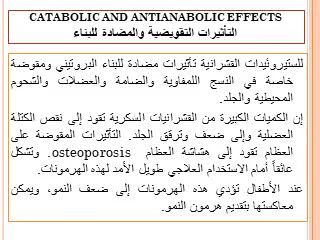 CATABOLIC AND ANTIANABOLIC EFFECTS
التأثيرات التقويضية والمضادة للبناء
للستيروئيدات القشرانية تأثيرات مضادة للبناء البروتيني ومقوضة
خاصة في النسج اللمفاوية والضامة والعضلات والشحوم
المحيطية والجلد.
إن الكميات الكبيرة من القشرانيات السكرية تقود إلى نقص الكتلة
العضلية وإلى ضعف وترقق الجلد. التأثيرات المقوضة على
العظام تقود إلى هشاشة العظام osteoporosis. وتشكل
عائقاً أمام الاستخدام العلاجي طويل الأمد لهذه الهرمونات.
عند الأطفال تؤدي هذه الهرمونات إلى ضعف النمو، ويمكن
معاكستها بتقديم هرمون النمو.